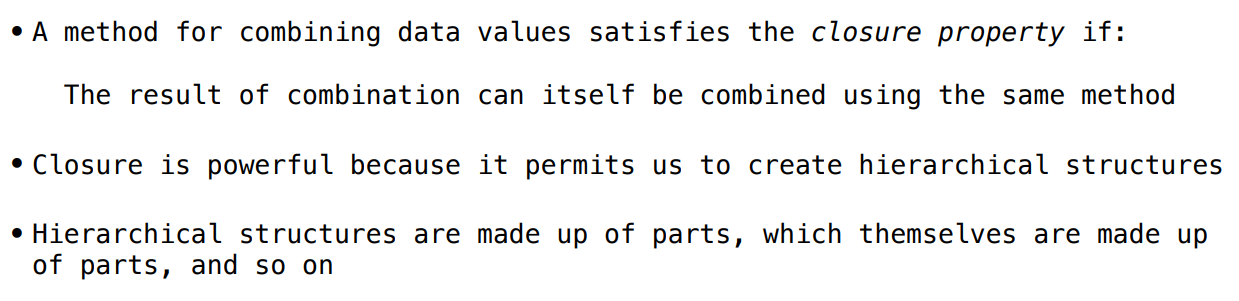 • A method for combining data values satisfies the closure property if:
The result of combination can itself be combined using the same method
• Closure is powerful because it permits us to create hierarchical structures
• Hierarchical structures are made up of parts, which themselves are made up
of parts, and so on